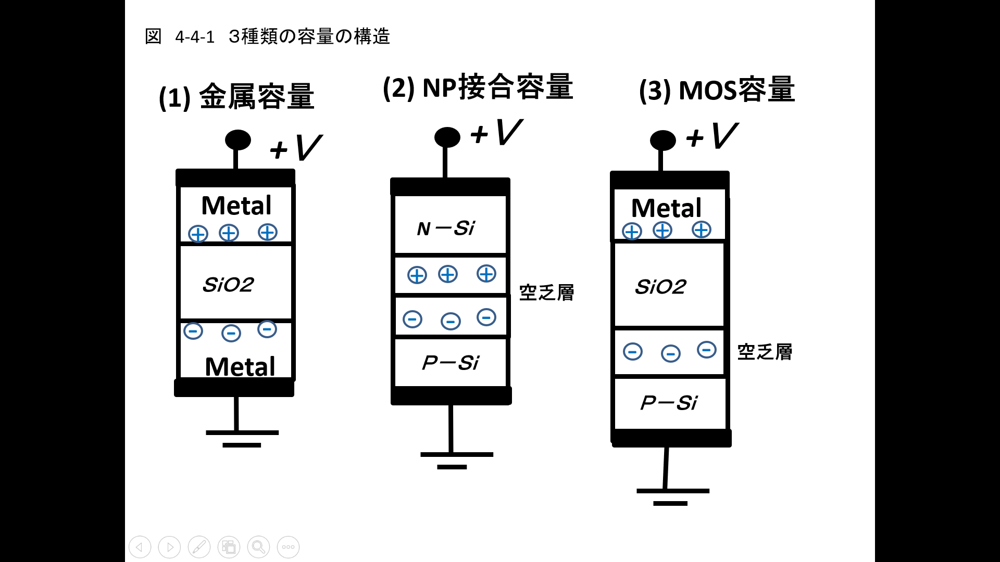 図 4-4-1 ３種類の容量の構造
(1) 金属容量
+V
Metal
+ + +
SiO2
- - -
Metal
(2) NP接合容量
+V
N－Si
+ + +
空乏層
- - -
P－Si
(3) MOS容量
+V
Metal
+ + +
SiO2
- - -
空乏層
P－Si